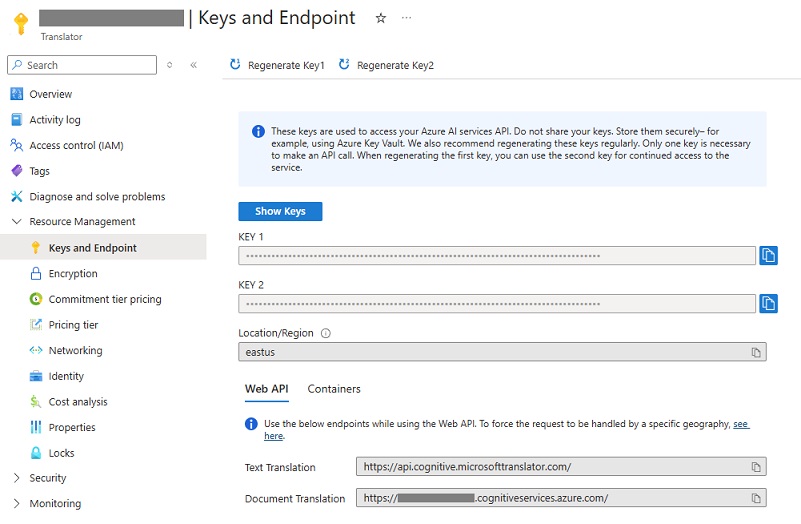 | Keys and Endpoint
Translator
Search
Regenerate Key1
Regenerate Key2
Overview
Activity log
Access control (IAM)
Tags
Diagnose and solve problems
Resource Management
Keys and Endpoint
Encryption
Commitment tier pricing
Pricing tier
Networking
Identity
Cost analysis
Properties
Locks
Security
Monitoring
These keys are used to access your Azure AI services API. Do not share your keys. Store them securely– for
example, using Azure Key Vault. We also recommend regenerating these keys regularly. Only one key is necessary
to make an API call. When regenerating the first key, you can use the second key for continued access to the
service.
Show Keys
KEY 1
KEY 2
Location/Region
eastus
Web API
Containers
Use the below endpoints while using the Web API. To force the request to be handled by a specific geography, see
here.
Text Translation
https://api.cognitive.microsofttranslator.com/
Document Translation
https:// .cognitiveservices.azure.com/